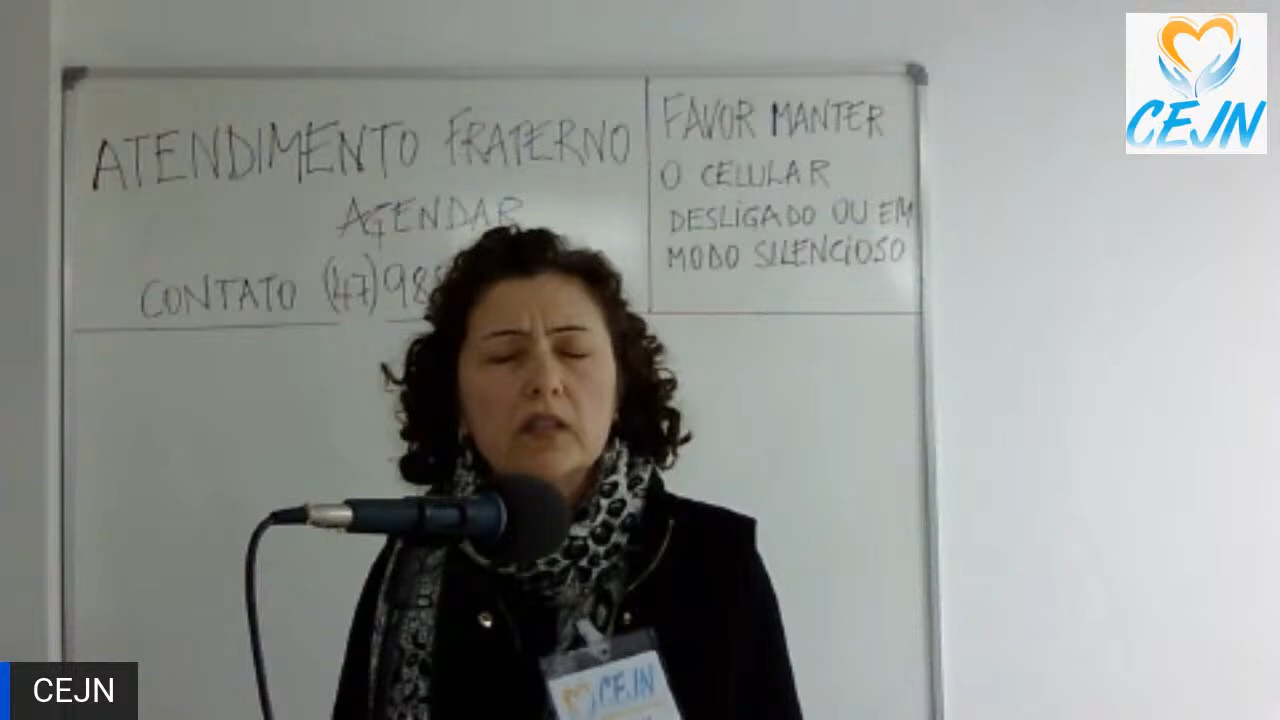 ATENDIMENTO FRATERNO
AGENDAR
CONTATO (47)98
FAVOR MANTER
O CELULAR
DESLIGADO OU EM
MODO SILENCIOSO
CEJN
CEJN
CEJN